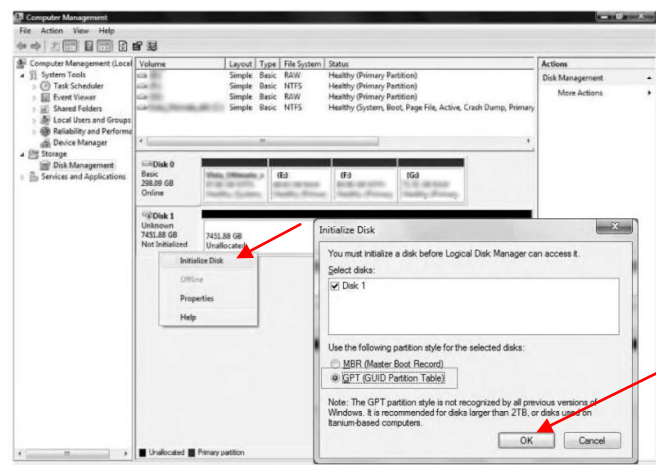 Computer Management
File Action View Help
Computer Management (Local
System Tools
Task Scheduler
Event Viewer
Shared Folders
Local Users and Groups
Reliability and Performa
Device Manager
Storage
Disk Management
Services and Applications
Volume Layout Type File System Status
Simple Basic RAW Healthy (Primary Partition)
Simple Basic NTFS Healthy (Primary Partition)
Simple Basic RAW Healthy (Primary Partition)
Simple Basic NTFS Healthy (System, Boot, Page File, Active, Crash Dump, Primary
Actions
Disk Management
More Actions
Disk 0
Basic
298.09 GB
Online
(E:)
(F:)
(G:)
Disk 1
Unknown
7451.88 GB
Not Initialized
7451.88 GB
Unallocated
Initialize Disk
Offline
Properties
Help
Initialize Disk
You must initialize a disk before Logical Disk Manager can access it.
Select disks:
Disk 1
Use the following partition style for the selected disks:
MBR (Master Boot Record)
GPT (GUID Partition Table)
Note: The GPT partition style is not recognized by all previous versions of
Windows. It is recommended for disks larger than 2TB, or disks used on
Itanium-based computers.
OK Cancel
Unallocated Primary partition